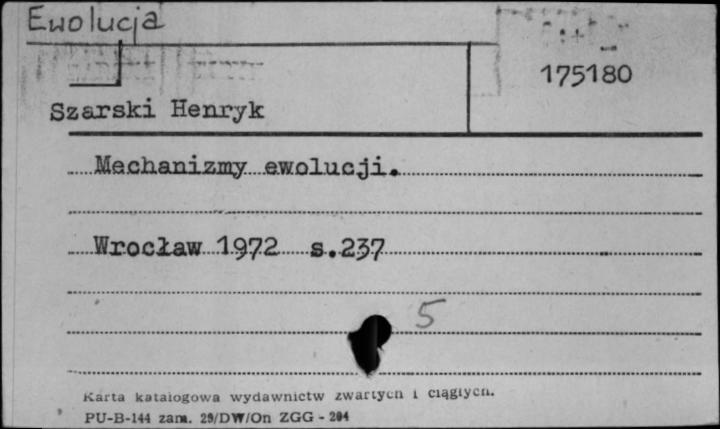 Ewolucja
175180
Szarski Henryk
Mechanizmy ewolucji.
Wrocław 1972 s.237
5
Karta katalogowa wydawnictw zwartych i ciągłych.
PU-B-144 zam. 29/DW/On ZGG - 204